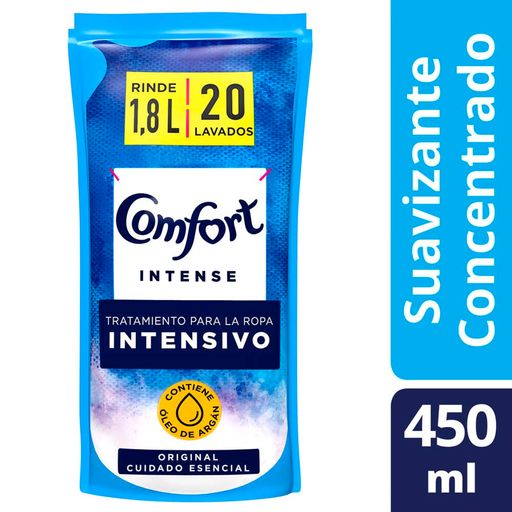 RINDE
1,8 L
20
LAVADOS
Comfort
INTENSE
TRATAMIENTO PARA LA ROPA
INTENSIVO
CONTIENE
ÓLEO DE ARGÁN
ORIGINAL
CUIDADO ESENCIAL
Suavizante
Concentrado
450
ml